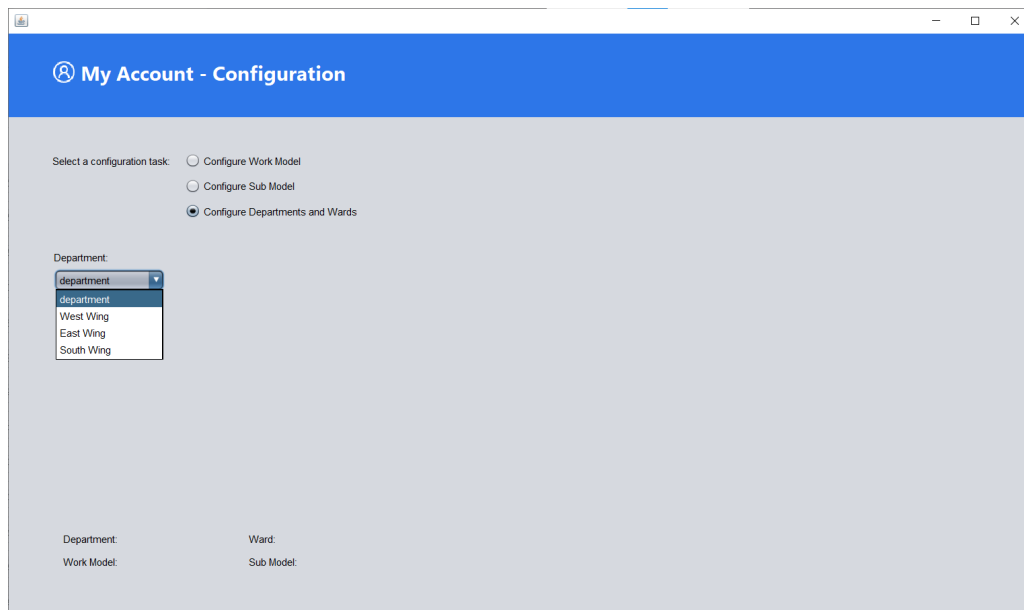 My Account - Configuration
Select a configuration task:
Configure Work Model
Configure Sub Model
Configure Departments and Wards
Department:
department
department
West Wing
East Wing
South Wing
Department:
Ward:
Work Model:
Sub Model: